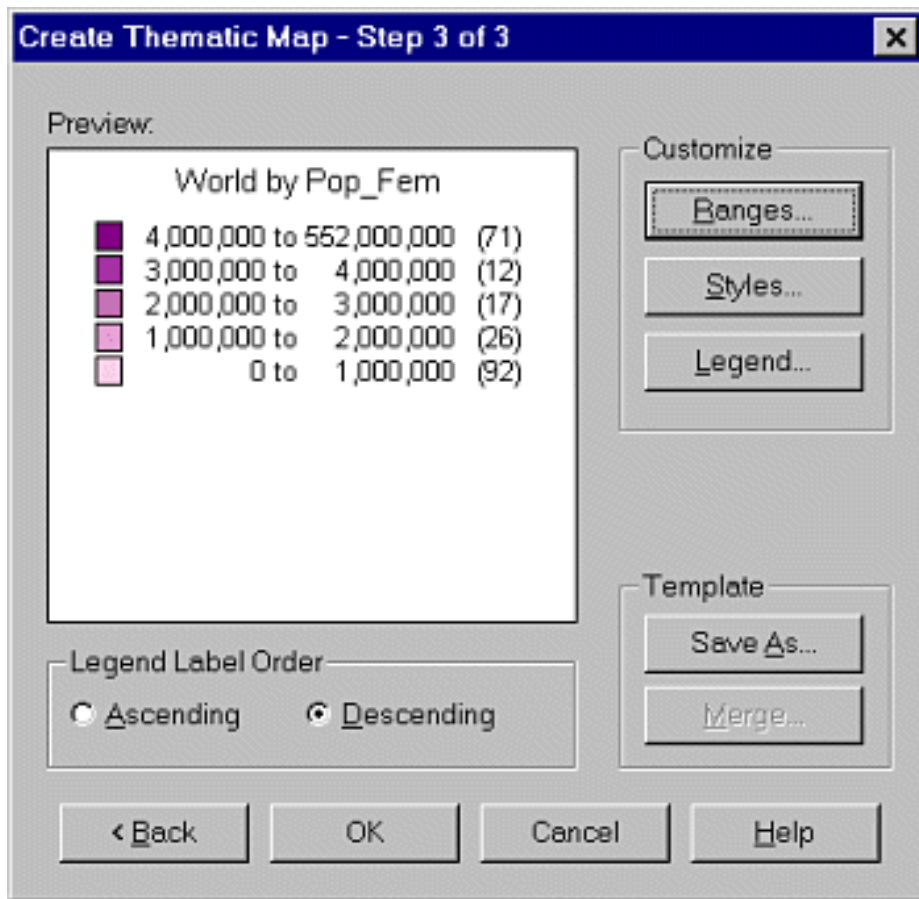 Create Thematic Map - Step 3 of 3
Preview:
World by Pop_Fem
4,000,000 to 552,000,000 (71)
3,000,000 to 4,000,000 (12)
2,000,000 to 3,000,000 (17)
1,000,000 to 2,000,000 (26)
0 to 1,000,000 (92)
Legend Label Order
Ascending
Descending
Customize
Ranges...
Styles...
Legend...
Template
Save As...
Merge...
< Back
OK
Cancel
Help